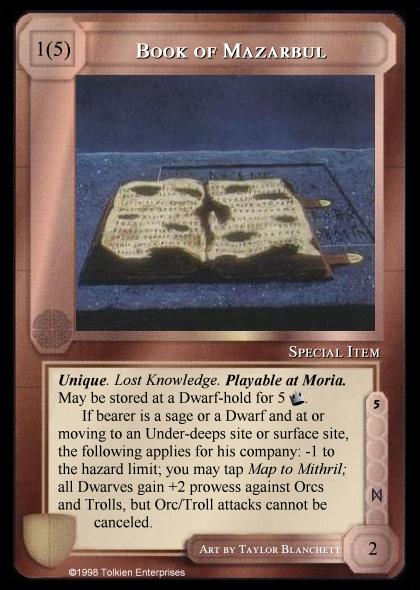 1(5)
BOOK OF MAZARBUL
SPECIAL ITEM
Unique. Lost Knowledge. Playable at Moria.
May be stored at a Dwarf-hold for 5 .
If bearer is a sage or a Dwarf and at or
moving to an Under-deeps site or surface site,
the following applies for his company: -1 to
the hazard limit; you may tap Map to Mithril;
all Dwarves gain +2 prowess against Orcs
and Trolls, but Orc/Troll attacks cannot be
canceled.
5
ART BY TAYLOR BLANCHETT
2
©1998 Tolkien Enterprises